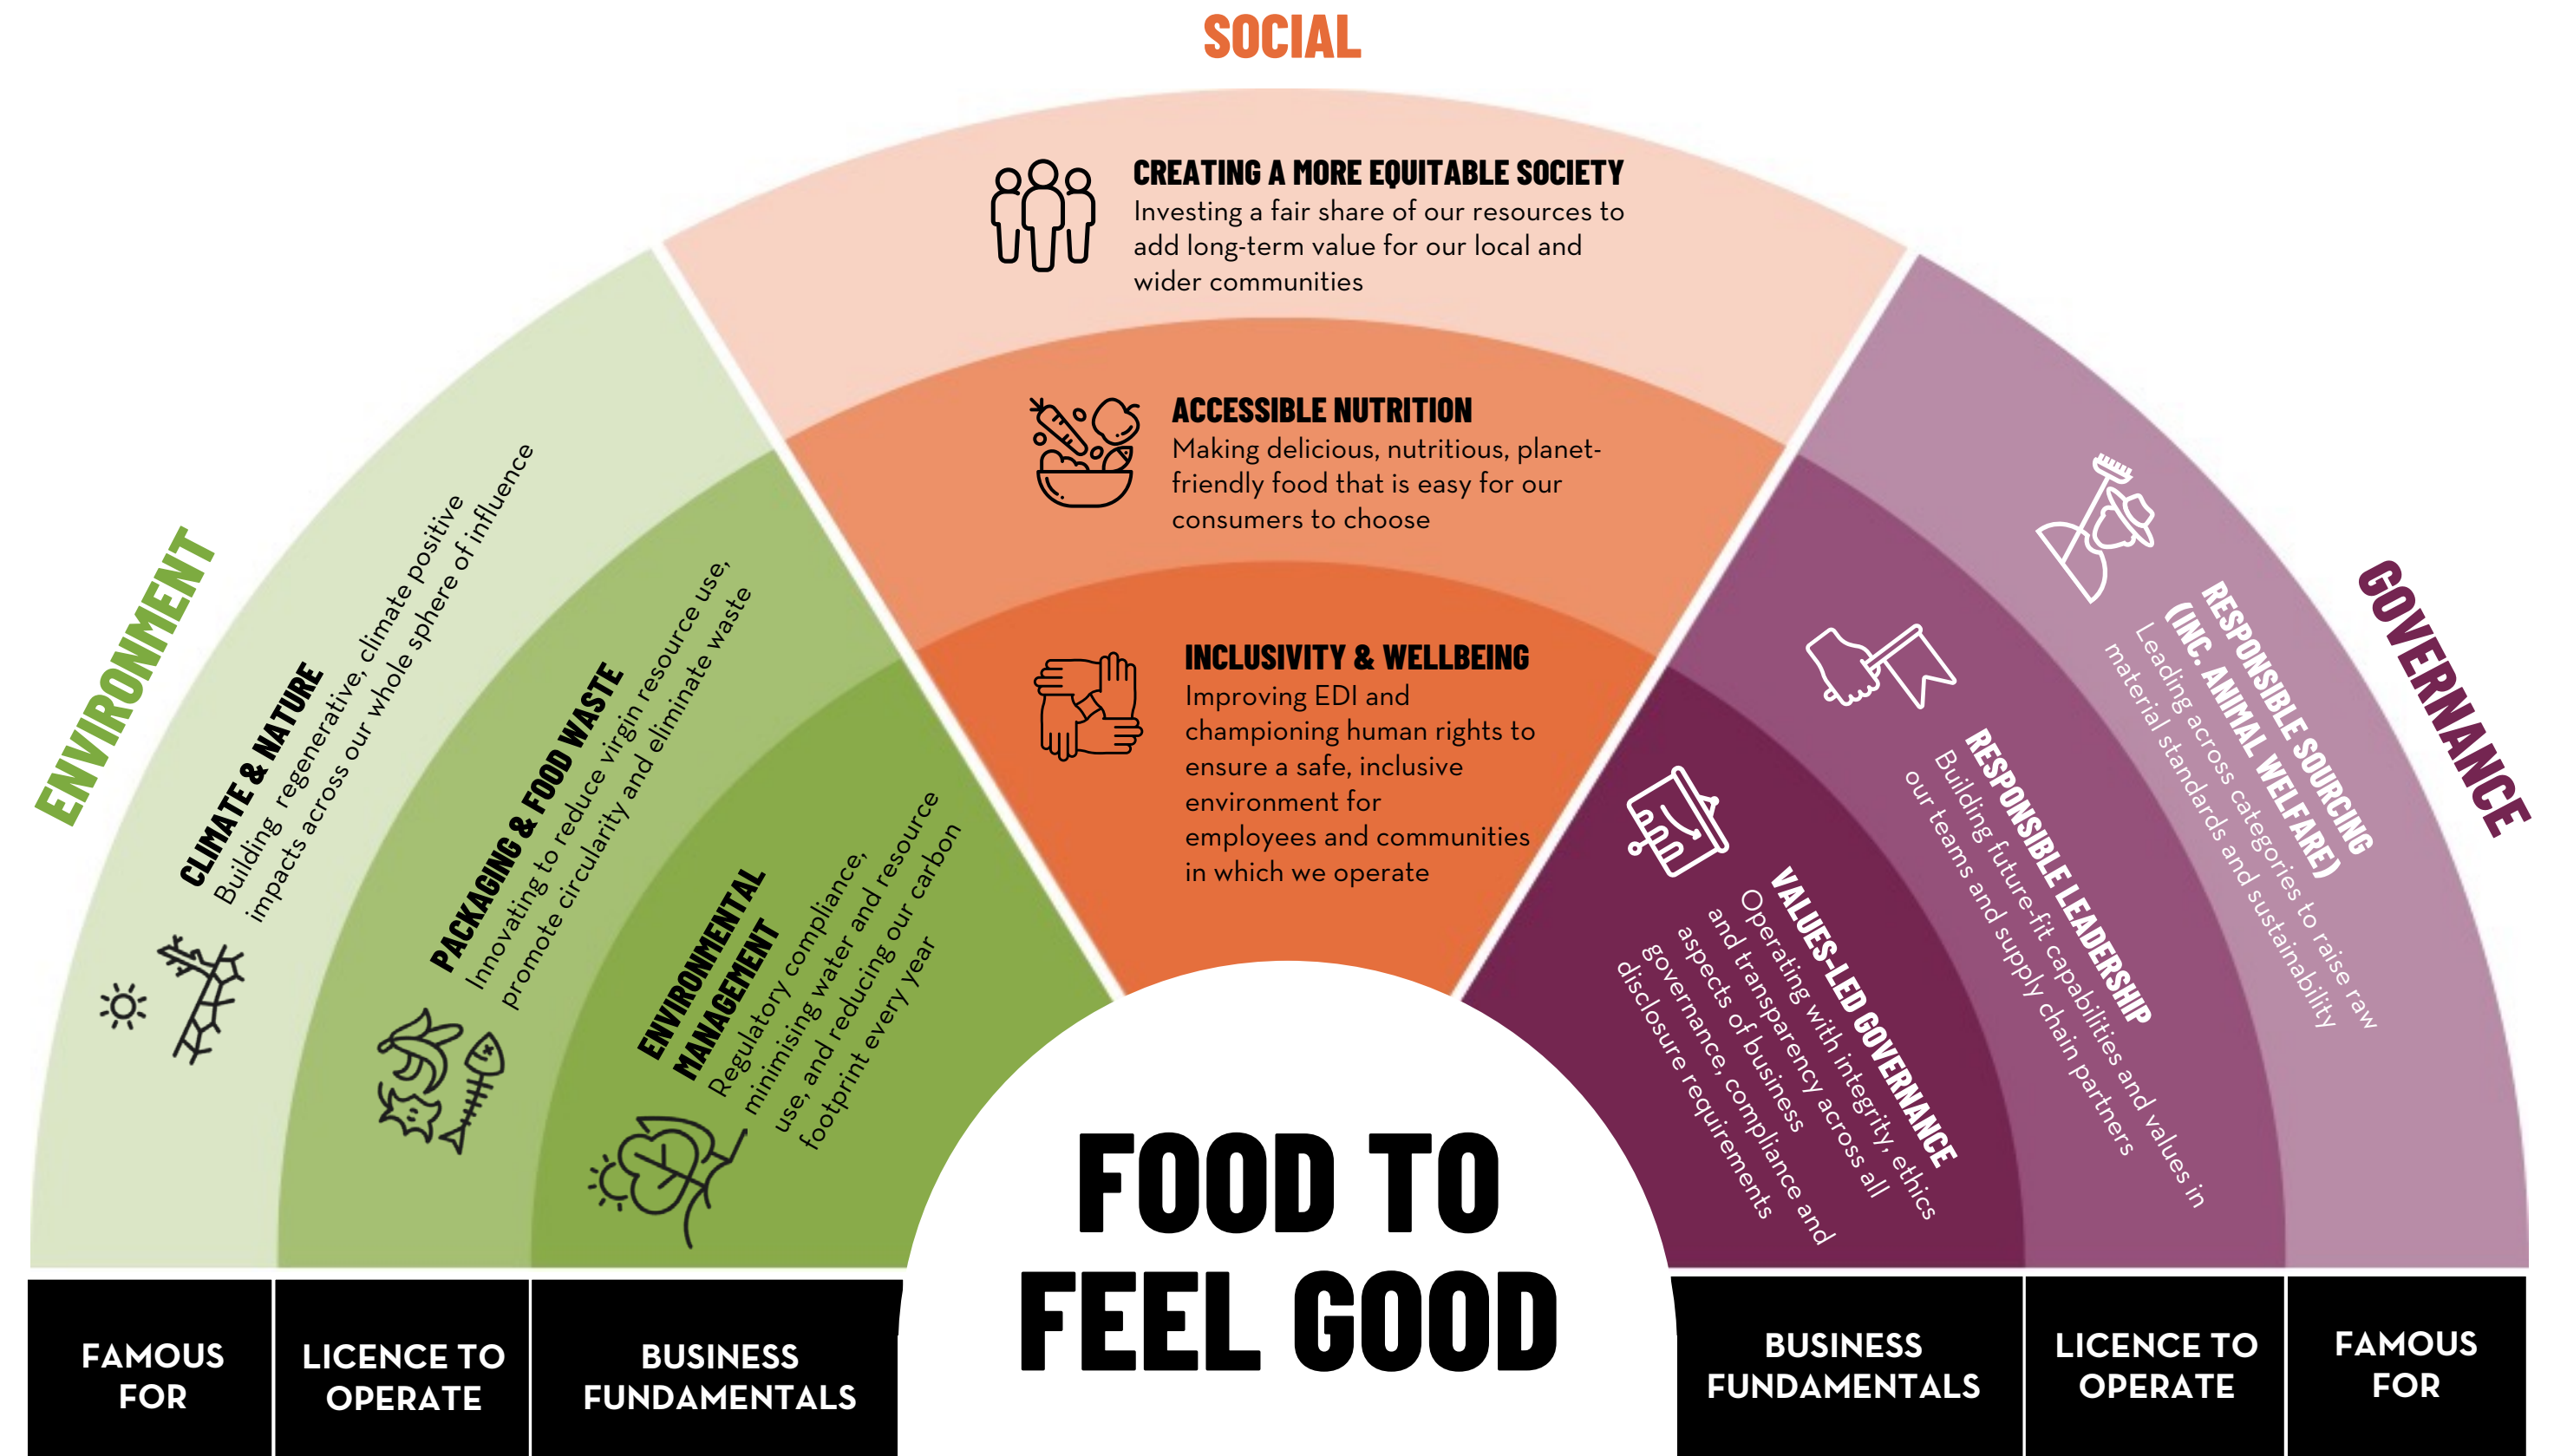 SOCIAL
CREATING A MORE EQUITABLE SOCIETY
Investing a fair share of our resources to
add long-term value for our local and
wider communities
ACCESSIBLE NUTRITION
Making delicious, nutritious, planet-
friendly food that is easy for our
consumers to choose
INCLUSIVITY & WELLBEING
Improving EDI and
championing human rights to
ensure a safe, inclusive
environment for
employees and communities
in which we operate
ENVIRONMENT
CLIMATE & NATURE
Building regenerative, climate positive
impacts across our whole sphere of influence
PACKAGING & FOOD WASTE
Innovating to reduce virgin resource use,
promote circularity and eliminate waste
ENVIRONMENTAL
MANAGEMENT
Regulatory compliance,
minimising water and resource
use, and reducing our carbon
footprint every year
GOVERNANCE
RESPONSIBLE SOURCING
(INC. ANIMAL WELFARE)
Leading across categories to raise raw
material standards and sustainability
RESPONSIBLE LEADERSHIP
Building future-fit capabilities and values in
our teams and supply chain partners
VALUES-LED GOVERNANCE
Operating with integrity, ethics
and transparency across all
aspects of business
governance, compliance and
disclosure requirements
FOOD TO
FEEL GOOD
FAMOUS
FOR
LICENCE TO
OPERATE
BUSINESS
FUNDAMENTALS
BUSINESS
FUNDAMENTALS
LICENCE TO
OPERATE
FAMOUS
FOR